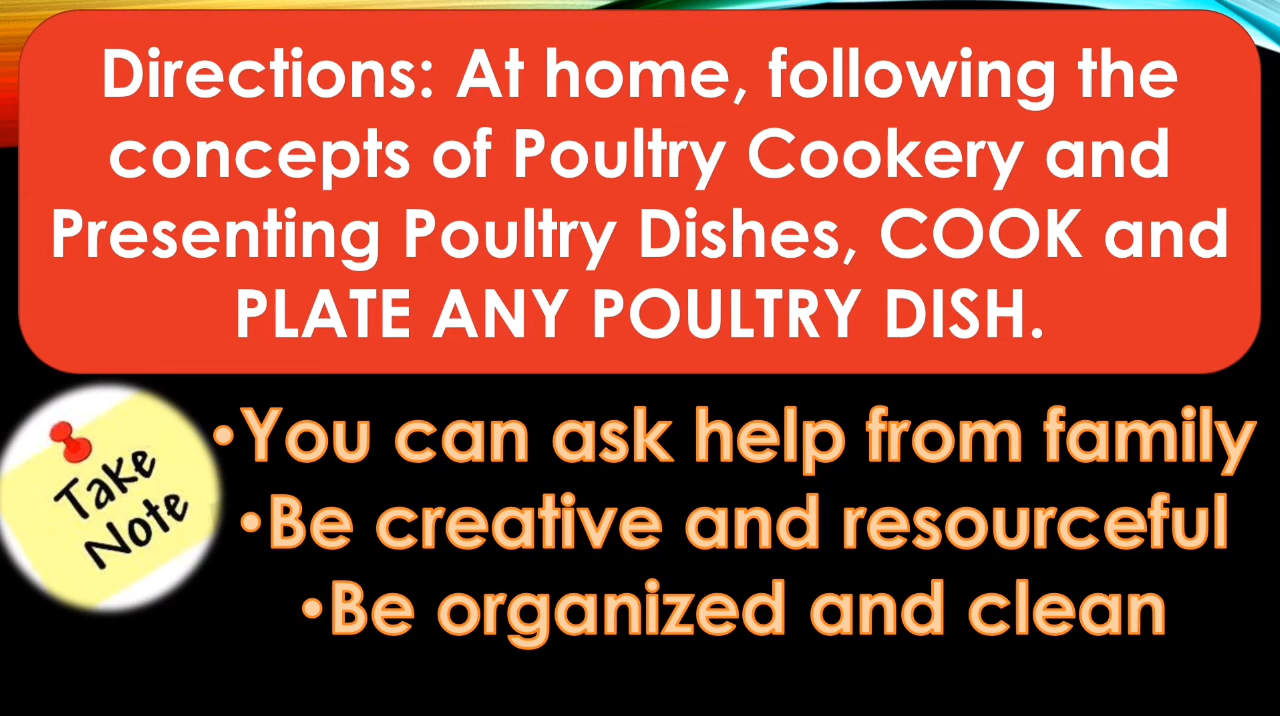 Directions: At home, following the
concepts of Poultry Cookery and
Presenting Poultry Dishes, COOK and
PLATE ANY POULTRY DISH.
Take
Note
•You can ask help from family
•Be creative and resourceful
•Be organized and clean